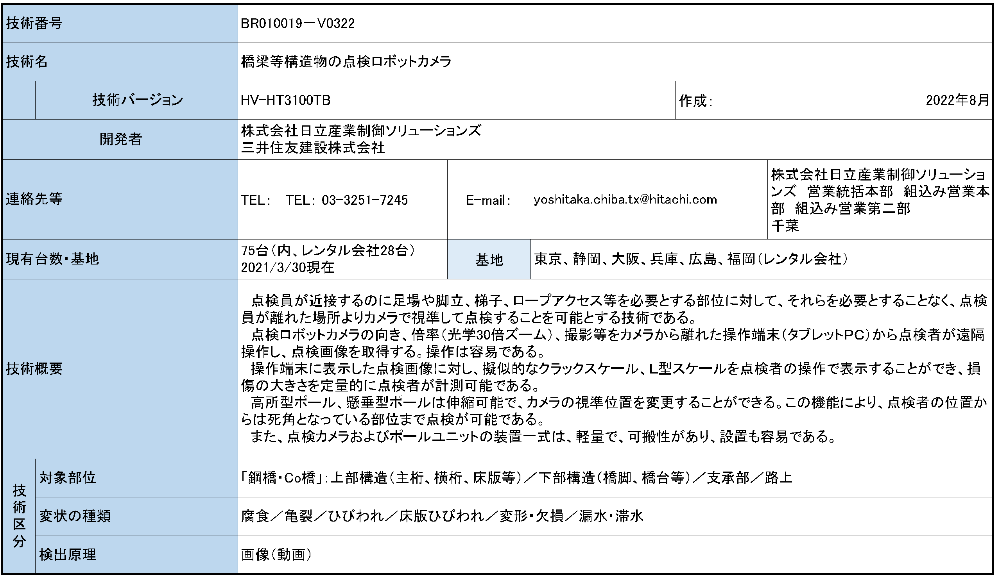 技術番号
BR010019－V0322
技術名
橋梁等構造物の点検ロボットカメラ
技術バージョン
HV-HT3100TB
作成：
2022年8月
開発者
株式会社日立産業制御ソリューションズ
三井住友建設株式会社
連絡先等
TEL： TEL： 03-3251-7245
E-mail： yoshitaka.chiba.tx@hitachi.com
株式会社日立産業制御ソリューショ
ンズ　営業統括本部　組込み営業本
部　組込み営業第二部
千葉
現有台数・基地
75台（内、レンタル会社28台）
2021/3/30現在
基地
東京、静岡、大阪、兵庫、広島、福岡（レンタル会社）
技術概要
点検員が近接するのに足場や脚立、梯子、ロープアクセス等を必要とする部位に対して、それらを必要とすることなく、点検
員が離れた場所よりカメラで視準して点検することを可能とする技術である。
点検ロボットカメラの向き、倍率（光学30倍ズーム）、撮影等をカメラから離れた操作端末（タブレットＰＣ）から点検者が遠隔
操作し、点検画像を取得する。操作は容易である。
操作端末に表示した点検画像に対し、擬似的なクラックスケール、Ｌ型スケールを点検者の操作で表示することができ、損
傷の大きさを定量的に点検者が計測可能である。
高所型ポール、懸垂型ポールは伸縮可能で、カメラの視準位置を変更することができる。この機能により、点検者の位置か
らは死角となっている部位まで点検が可能である。
また、点検カメラおよびポールユニットの装置一式は、軽量で、可搬性があり、設置も容易である。
技術区分
対象部位
「鋼橋・Co橋」：上部構造（主桁、横桁、床版等）／下部構造（橋脚、橋台等）／支承部／路上
変状の種類
腐食／亀裂／ひびわれ／床版ひびわれ／変形・欠損／漏水・滞水
検出原理
画像（動画）